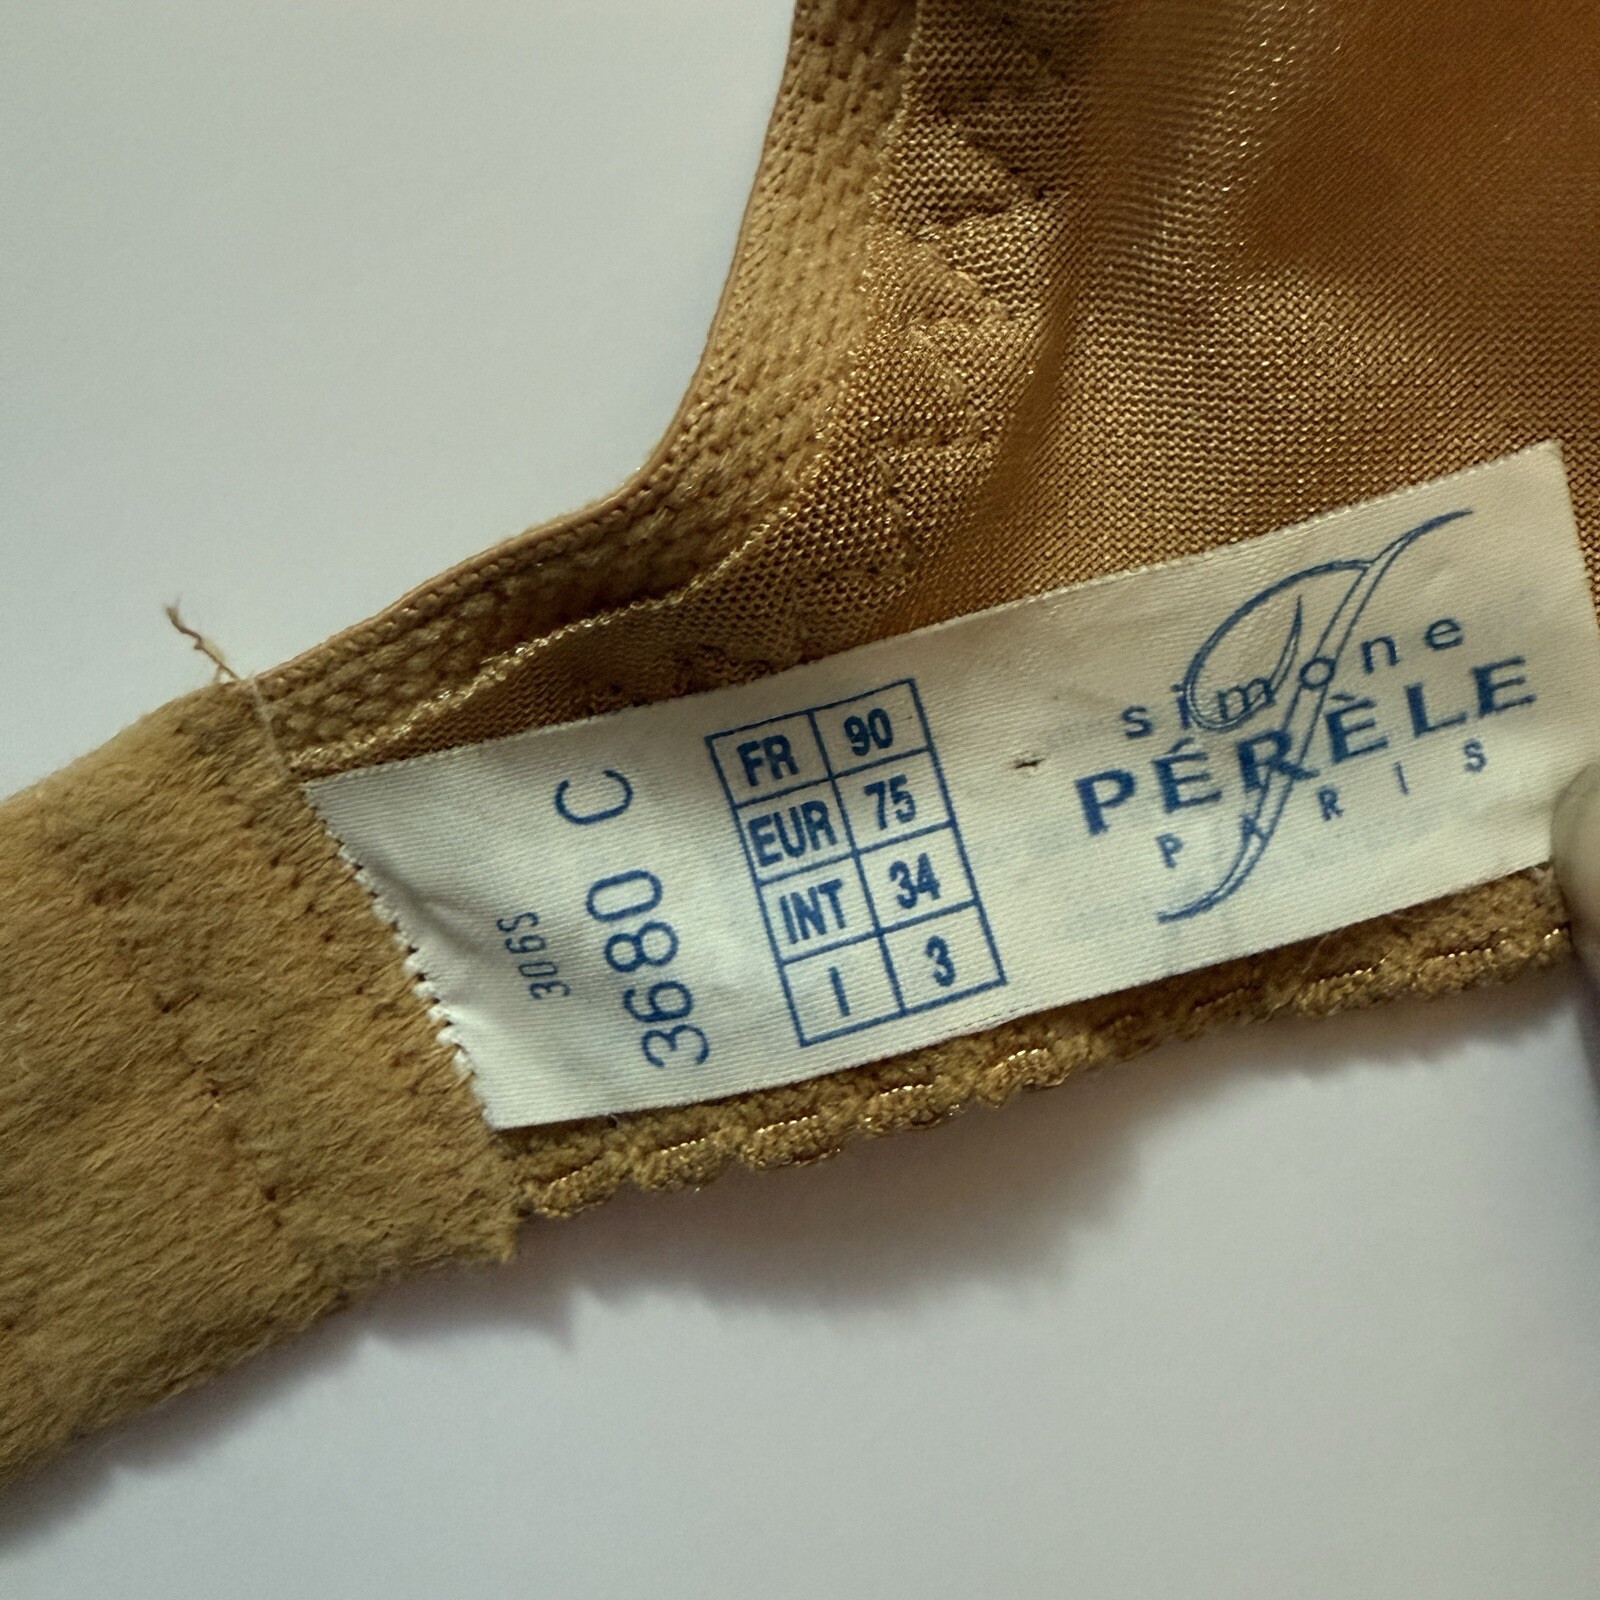 simone
PÉRÈLE
PARIS
FR 90
EUR 75
INT 34
I 3
3680 C
306S